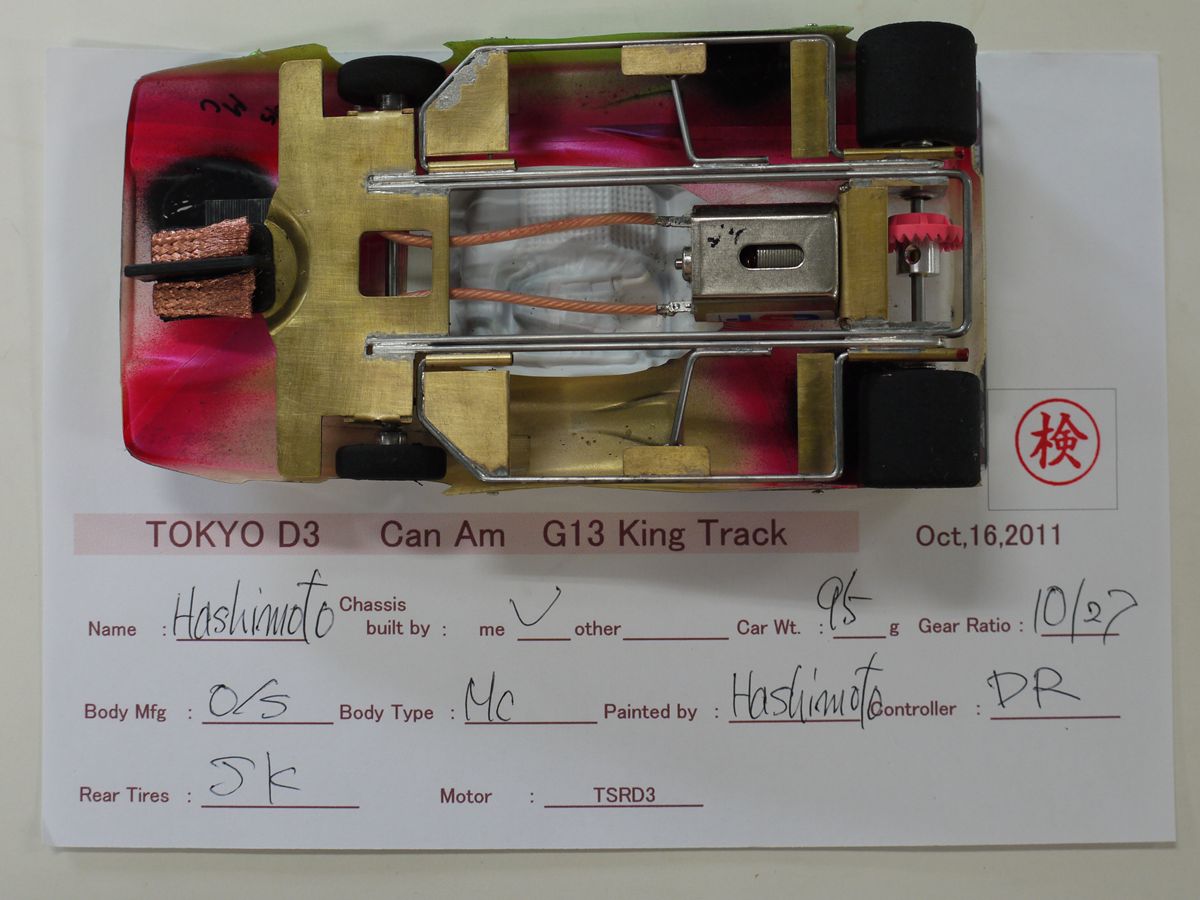 検
TOKYO D3 Can Am G13 King Track Oct,16,2011
Name : Hashimoto Chassis built by : me V other Car Wt. : 95 g Gear Ratio : 10/27
Body Mfg : O/S Body Type : Mc Painted by : Hashimoto Controller : DR
Rear Tires : JK Motor : TSRD3